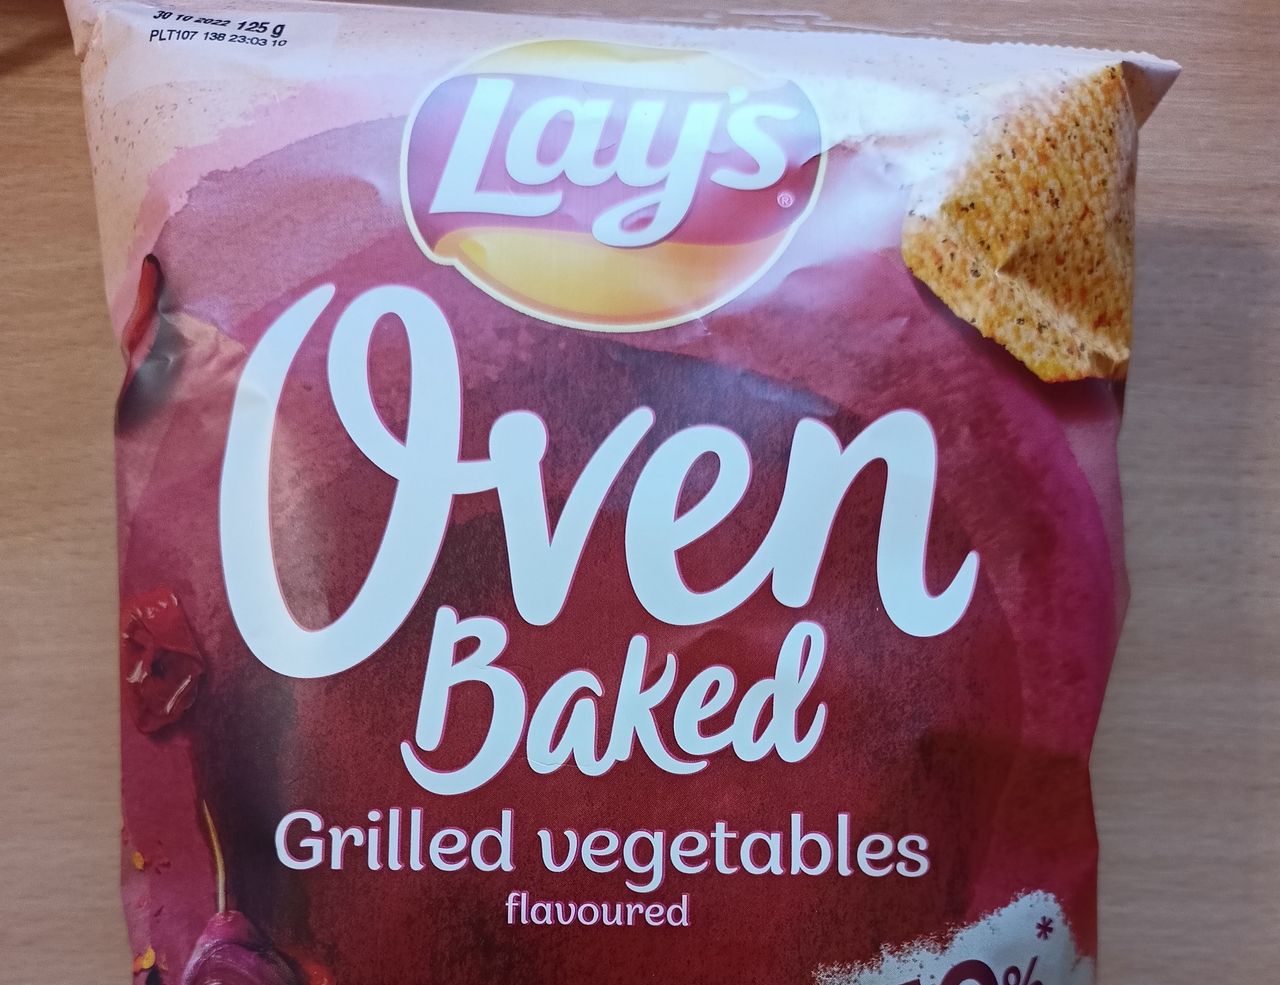 30 10 2022 125 g
PLT107 138 23:03 10
Lay's
®
Oven
Baked
Grilled vegetables
flavoured
*
%